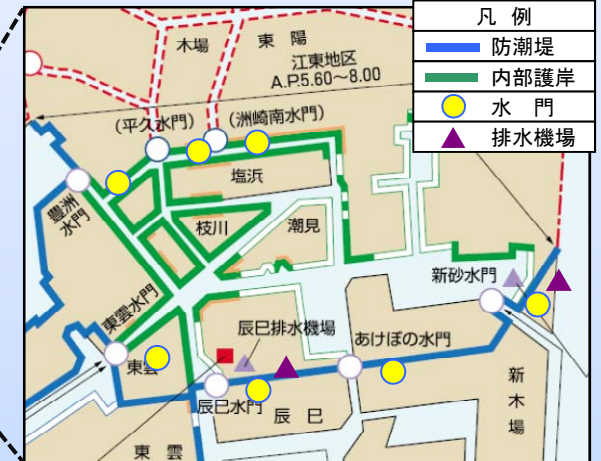 凡 例
防潮堤
内部護岸
水 門
排水機場
木場
東 陽
江東地区
A.P.5.60～8.00
(平久水門)
(洲崎南水門)
塩浜
豊洲
水門
枝川
潮見
新砂水門
東雲水門
辰巳排水機場
あけぼの水門
東雲
辰巳水門
辰 巳
新
木
場
東 雲